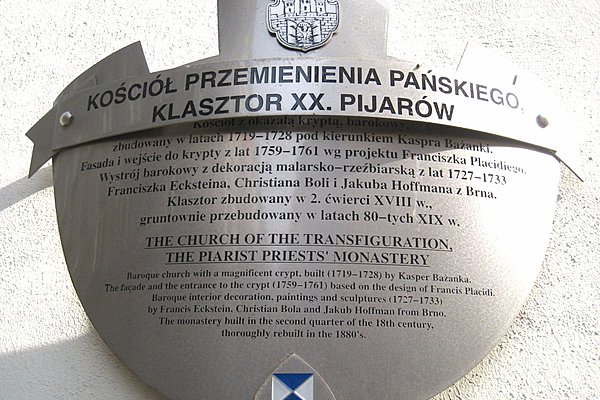 KOŚCIÓŁ PRZEMIENIENIA PAŃSKIEGO,
KLASZTOR XX. PIJARÓW
Kościół z okazałą kryptą, barokowy,
zbudowany w latach 1719–1728 pod kierunkiem Kaspra Bażanki.
Fasada i wejście do krypty z lat 1759–1761 wg projektu Franciszka Placidiego.
Wystrój barokowy z dekoracją malarsko–rzeźbiarską z lat 1727–1733
Franciszka Ecksteina, Christiana Boli i Jakuba Hoffmana z Brna.
Klasztor zbudowany w 2. ćwierci XVIII w.,
gruntownie przebudowany w latach 80–tych XIX w.
THE CHURCH OF THE TRANSFIGURATION,
THE PIARIST PRIESTS' MONASTERY
Baroque church with a magnificent crypt, built (1719–1728) by Kasper Bażanka.
The façade and the entrance to the crypt (1759–1761) based on the design of Francis Placidi.
Baroque interior decoration, paintings and sculptures (1727–1733)
by Francis Eckstein, Christian Bola and Jakub Hoffman from Brno.
The monastery built in the second quarter of the 18th century,
thoroughly rebuilt in the 1880's.